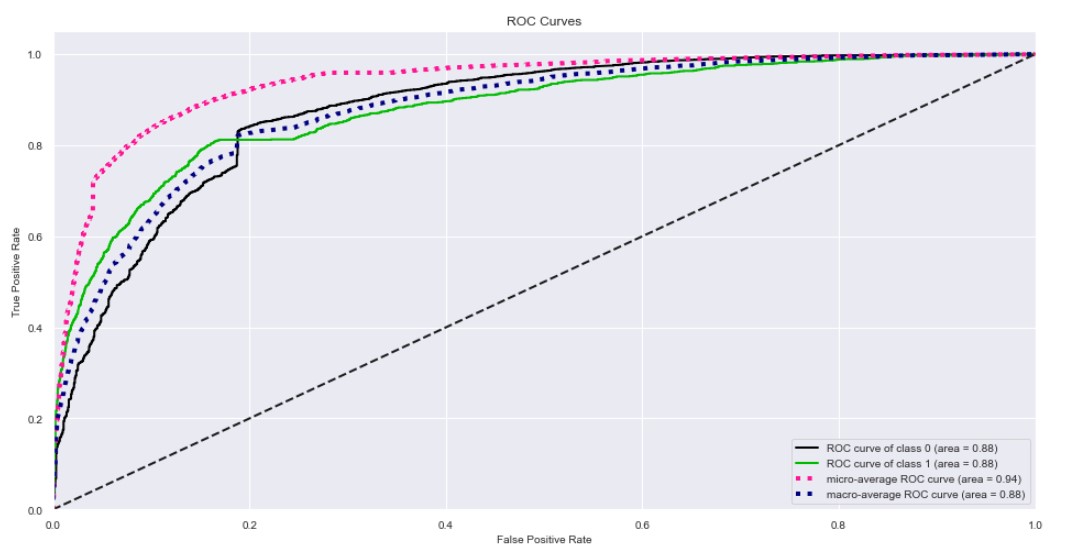 ROC Curves
True Positive Rate
1.0
0.8
0.6
0.4
0.2
0.0
ROC curve of class 0 (area = 0.88)
ROC curve of class 1 (area = 0.88)
micro-average ROC curve (area = 0.94)
macro-average ROC curve (area = 0.88)
0.0 0.2 0.4 0.6 0.8 1.0
False Positive Rate